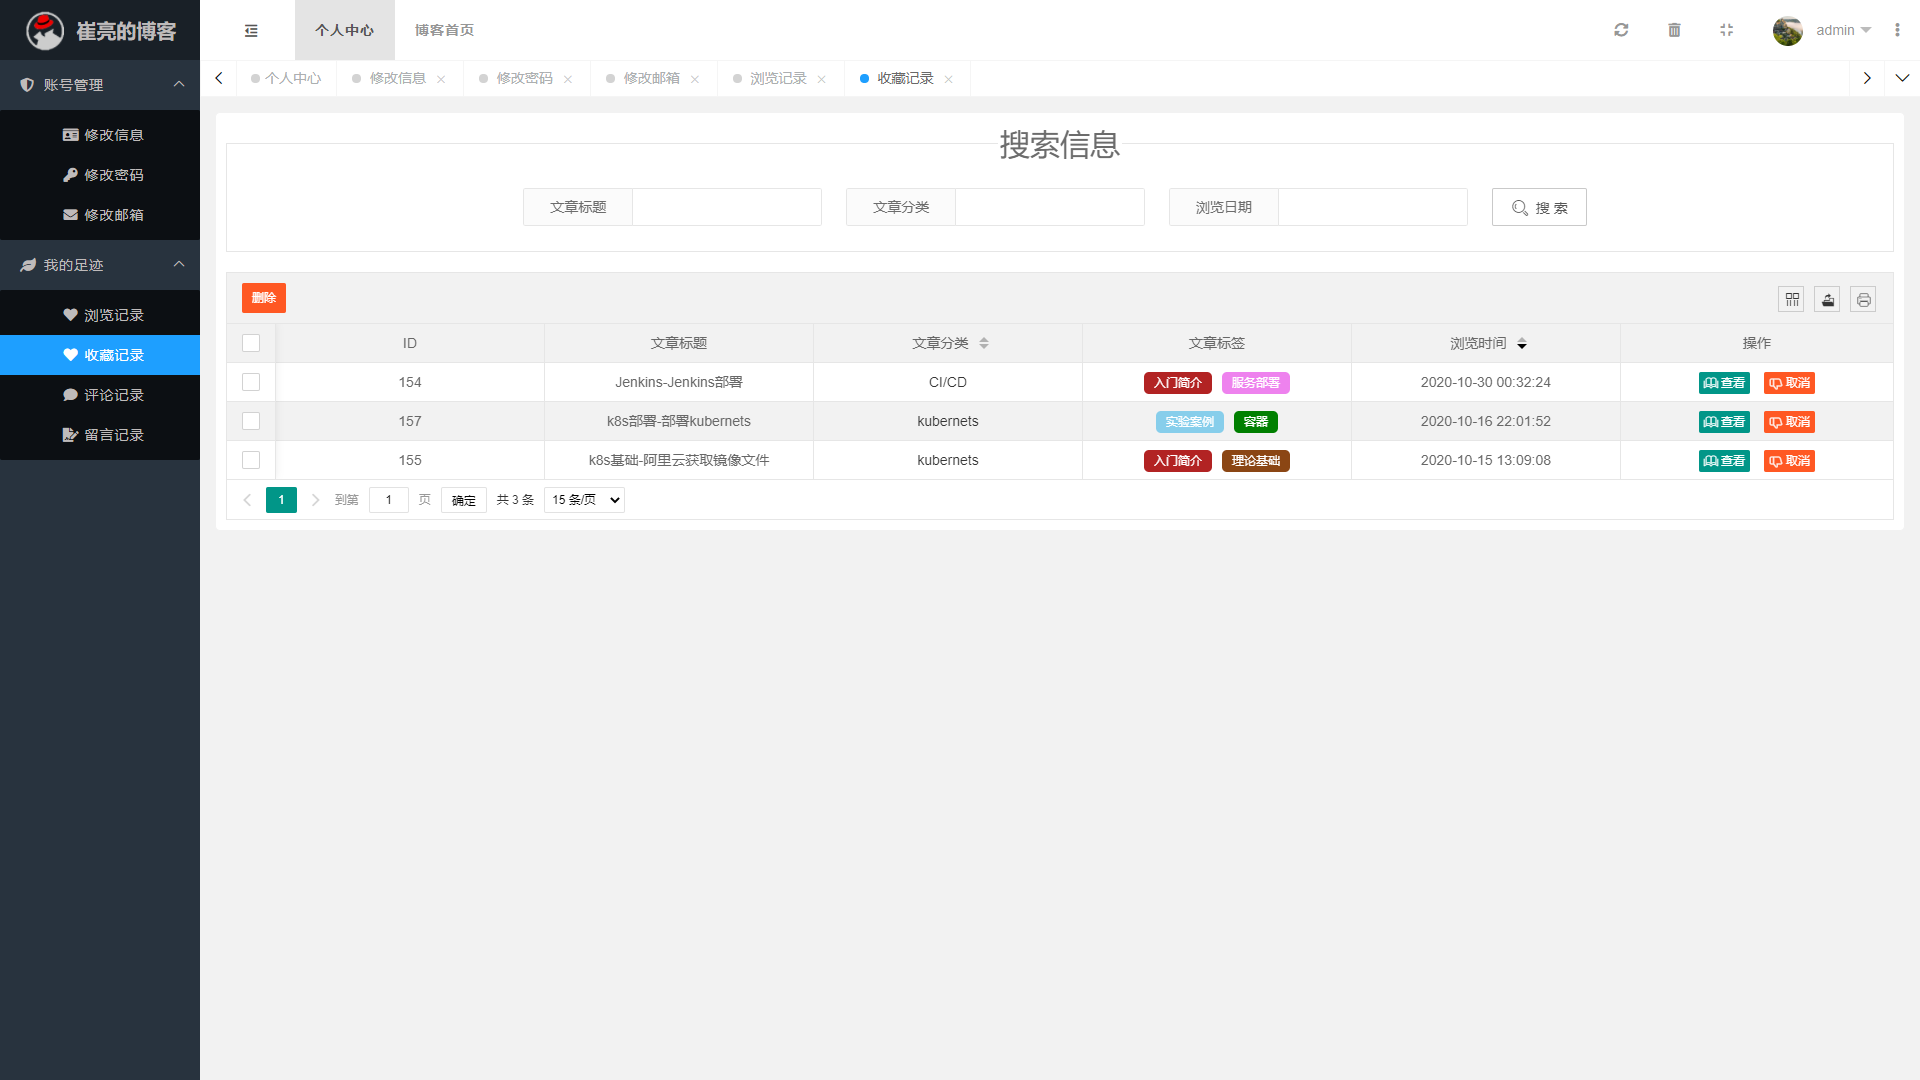 崔亮的博客
个人中心 博客首页
admin
账号管理
修改信息
修改密码
修改邮箱
我的足迹
浏览记录
收藏记录
评论记录
留言记录
个人中心 修改信息 修改密码 修改邮箱 浏览记录 收藏记录
搜索信息
文章标题 文章分类 浏览日期 搜 索
删除
ID 文章标题 文章分类 文章标签 浏览时间 操作
154 Jenkins-Jenkins部署 CI/CD 入门简介 服务部署 2020-10-30 00:32:24 查看 取消
157 k8s部署-部署kubernets kubernets 实验案例 容器 2020-10-16 22:01:52 查看 取消
155 k8s基础-阿里云获取镜像文件 kubernets 入门简介 理论基础 2020-10-15 13:09:08 查看 取消
1 到第 1 页 确定 共 3 条 15 条/页